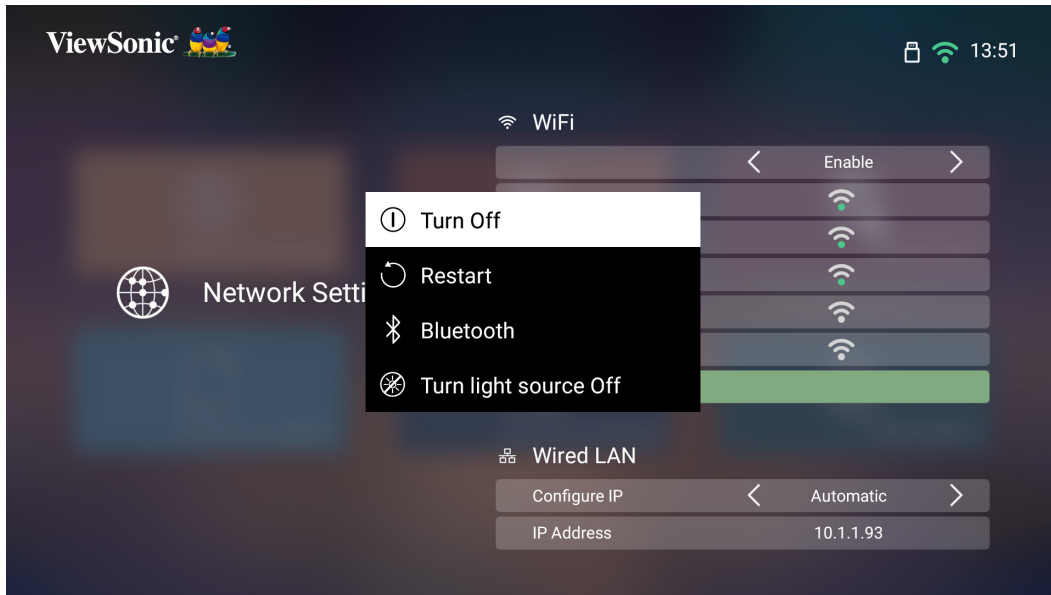 ViewSonic
13:51
WiFi
Enable
Turn Off
Restart
Network Setti
Bluetooth
Turn light source Off
Wired LAN
Configure IP
Automatic
IP Address
10.1.1.93